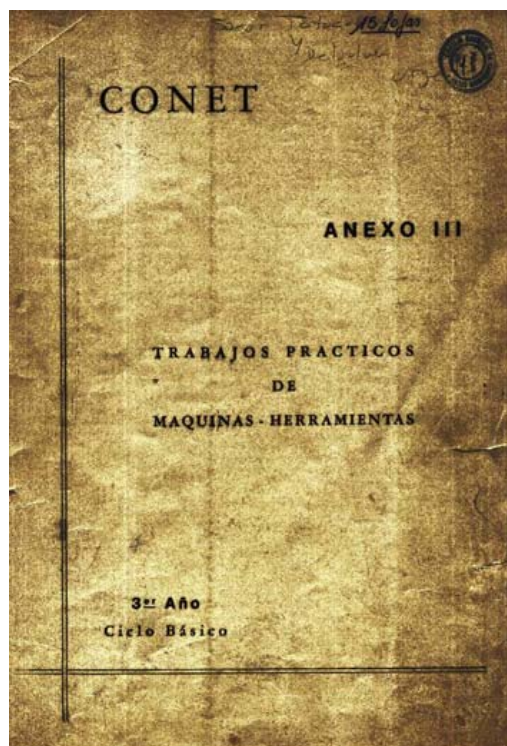 CONET
ANEXO III
TRABAJOS PRACTICOS
DE
MAQUINAS - HERRAMIENTAS
3er Año
Ciclo Básico